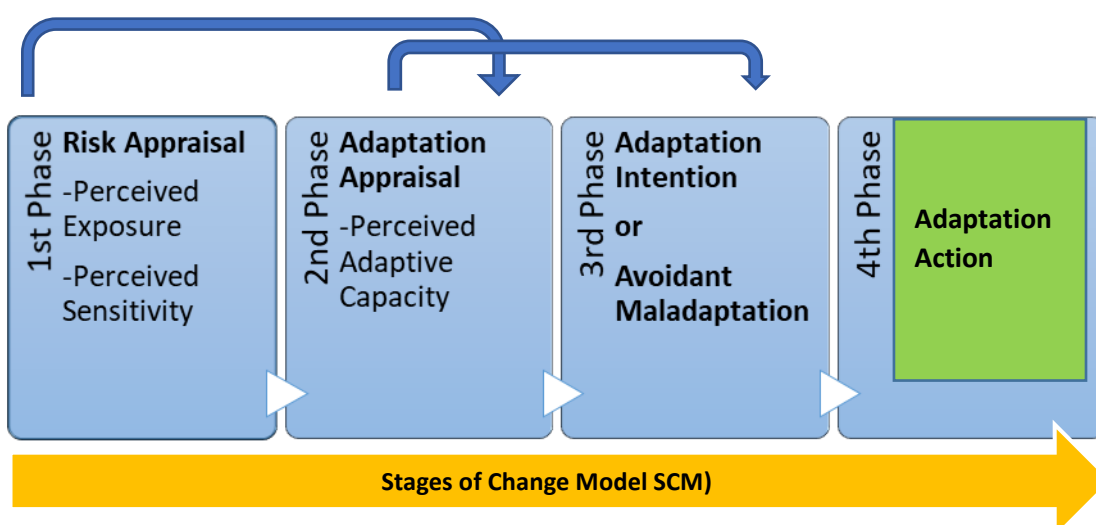 1st Phase
Risk Appraisal
-Perceived
Exposure
-Perceived
Sensitivity
2nd Phase
Adaptation
Appraisal
-Perceived
Adaptive
Capacity
3rd Phase
Adaptation
Intention
or
Avoidant
Maladaptation
4th Phase
Adaptation
Action
Stages of Change Model SCM)